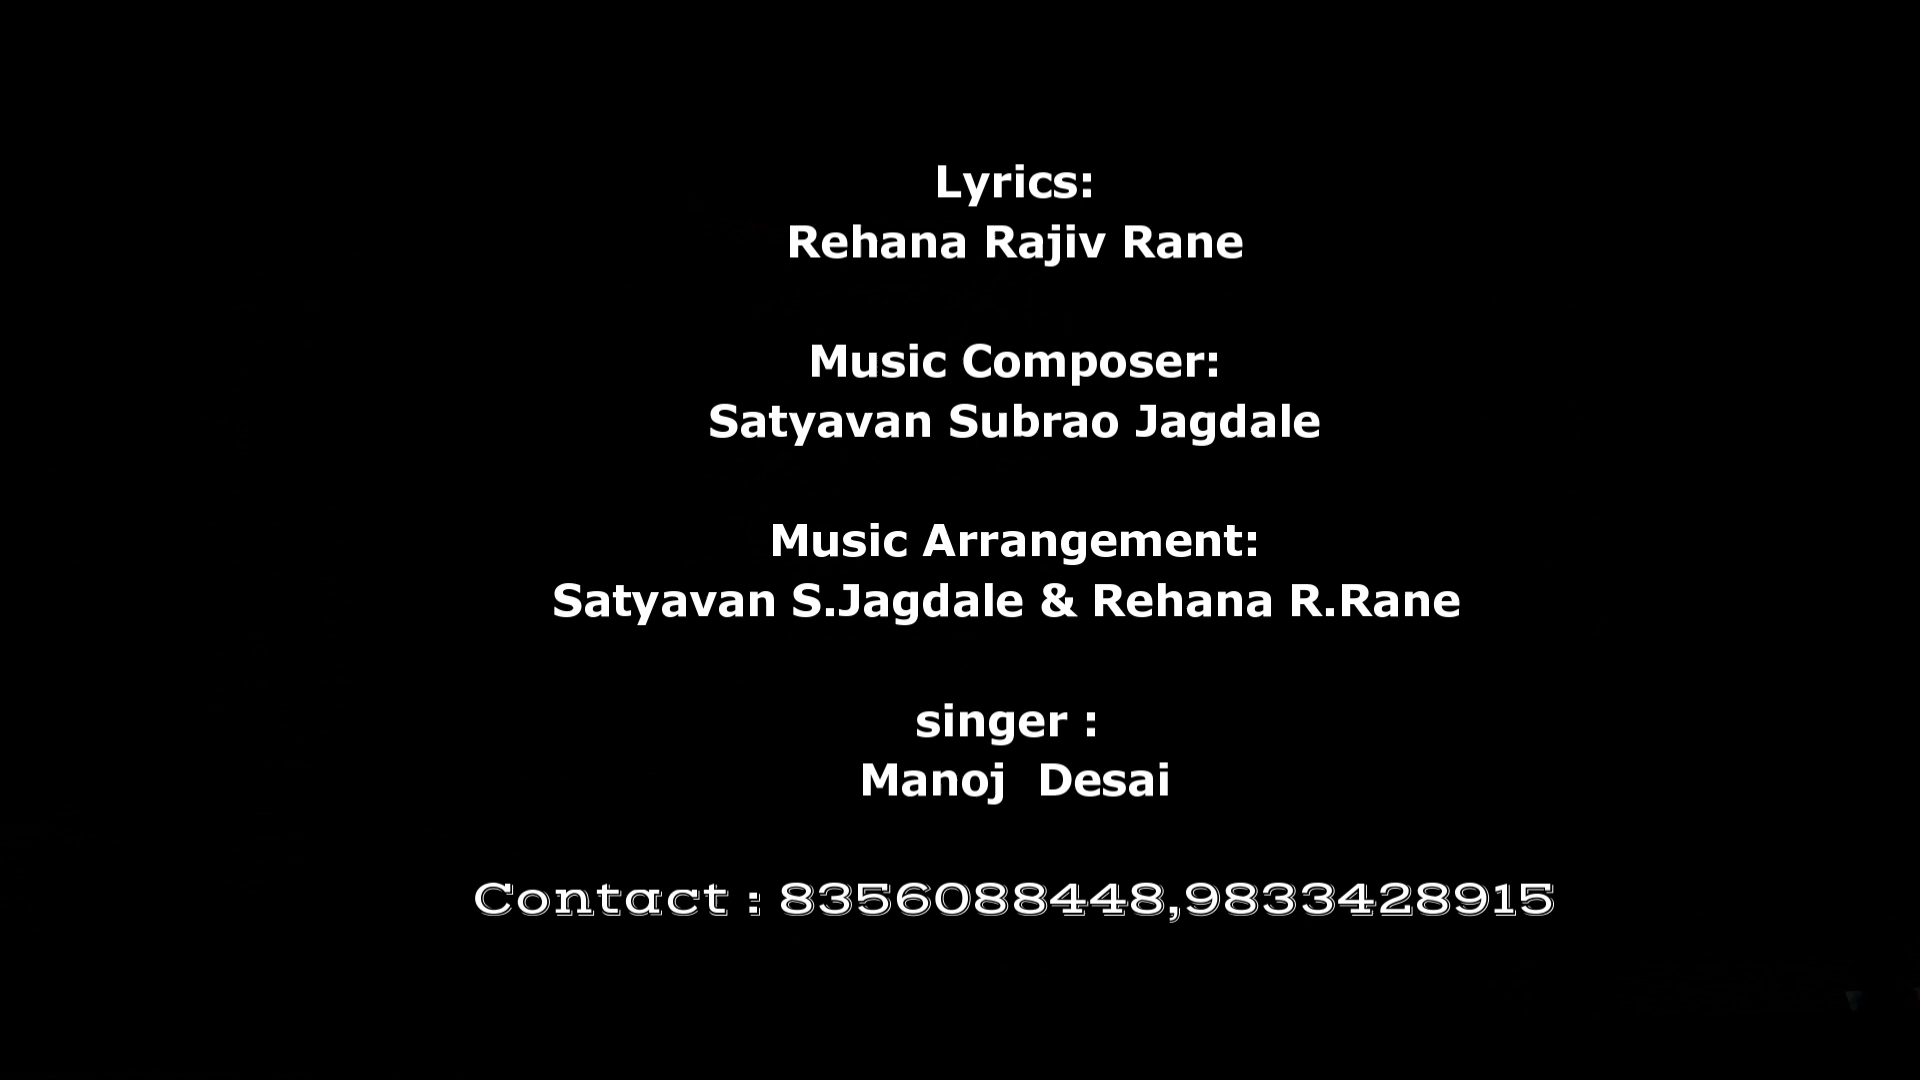 Lyrics:
Rehana Rajiv Rane
Music Composer:
Satyavan Subrao Jagdale
Music Arrangement:
Satyavan S.Jagdale & Rehana R.Rane
singer :
Manoj  Desai
Contact : 8356088448,9833428915